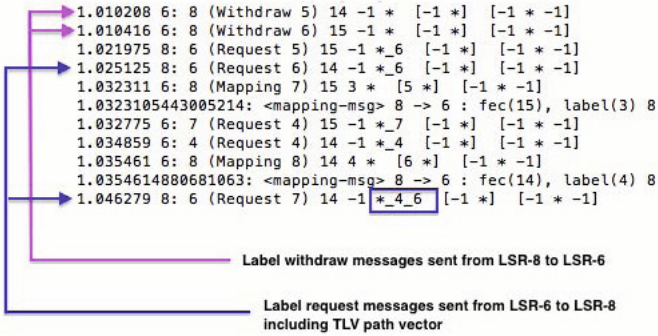 1.010208 6: 8 (Withdraw 5) 14 -1 * [-1 *] [-1 * -1]
1.010416 6: 8 (Withdraw 6) 15 -1 * [-1 *] [-1 * -1]
1.021975 8: 6 (Request 5) 15 -1 *_6 [-1 *] [-1 * -1]
1.025125 8: 6 (Request 6) 14 -1 *_6 [-1 *] [-1 * -1]
1.032311 6: 8 (Mapping 7) 15 3 * [5 *] [-1 * -1]
1.0323105443005214: <mapping-msg> 8 -> 6 : fec(15), label(3) 8
1.032775 6: 7 (Request 4) 15 -1 *_7 [-1 *] [-1 * -1]
1.034859 6: 4 (Request 4) 14 -1 *_4 [-1 *] [-1 * -1]
1.035461 6: 8 (Mapping 8) 14 4 * [6 *] [-1 * -1]
1.0354614880681063: <mapping-msg> 8 -> 6 : fec(14), label(4) 8
1.046279 8: 6 (Request 7) 14 -1 *_4_6 [-1 *] [-1 * -1]
Label withdraw messages sent from LSR-8 to LSR-6
Label request messages sent from LSR-6 to LSR-8
including TLV path vector